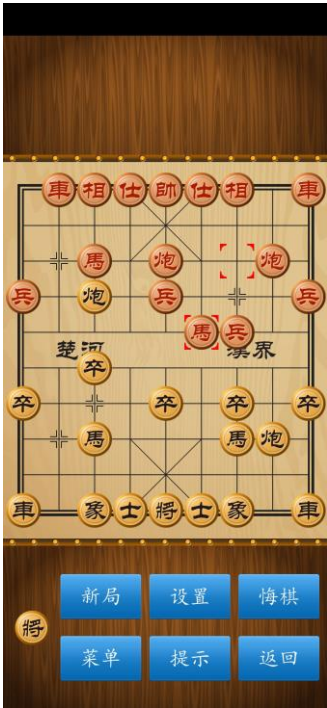 車相仕帥仕相車
馬炮炮
兵炮兵兵
馬兵
楚河漢界
卒
卒卒卒卒
馬馬炮
車象士將士象車
新局 设置 悔棋
將
菜单 提示 返回